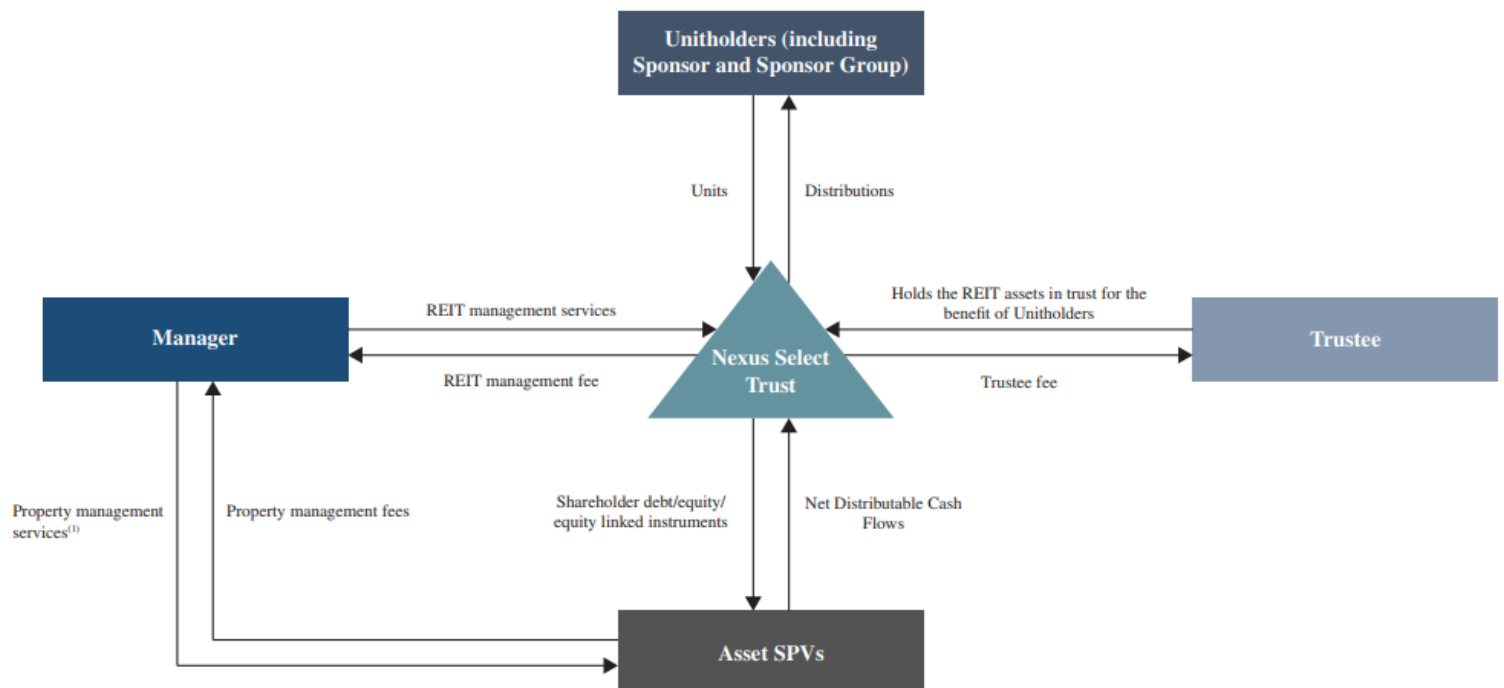 Unitholders (including
Sponsor and Sponsor Group)
Units
Distributions
Manager
REIT management services
REIT management fee
Nexus Select
Trust
Holds the REIT assets in trust for the
benefit of Unitholders
Trustee fee
Trustee
Property management
services(1)
Property management fees
Shareholder debt/equity/
equity linked instruments
Net Distributable Cash
Flows
Asset SPVs